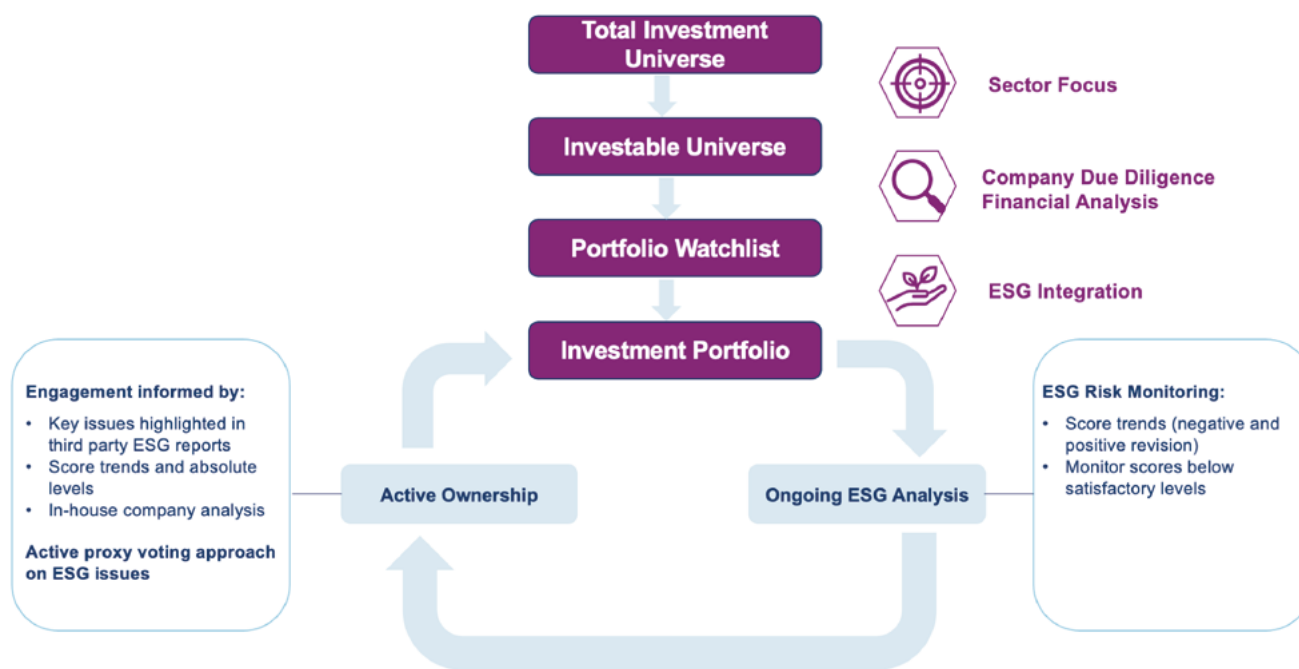 Total Investment
Universe
Sector Focus
Investable Universe
Company Due Diligence
Financial Analysis
Portfolio Watchlist
ESG Integration
Investment Portfolio
Engagement informed by:
• Key issues highlighted in
third party ESG reports
• Score trends and absolute
levels
• In-house company analysis
Active proxy voting approach
on ESG issues
Active Ownership
Ongoing ESG Analysis
ESG Risk Monitoring:
• Score trends (negative and
positive revision)
• Monitor scores below
satisfactory levels